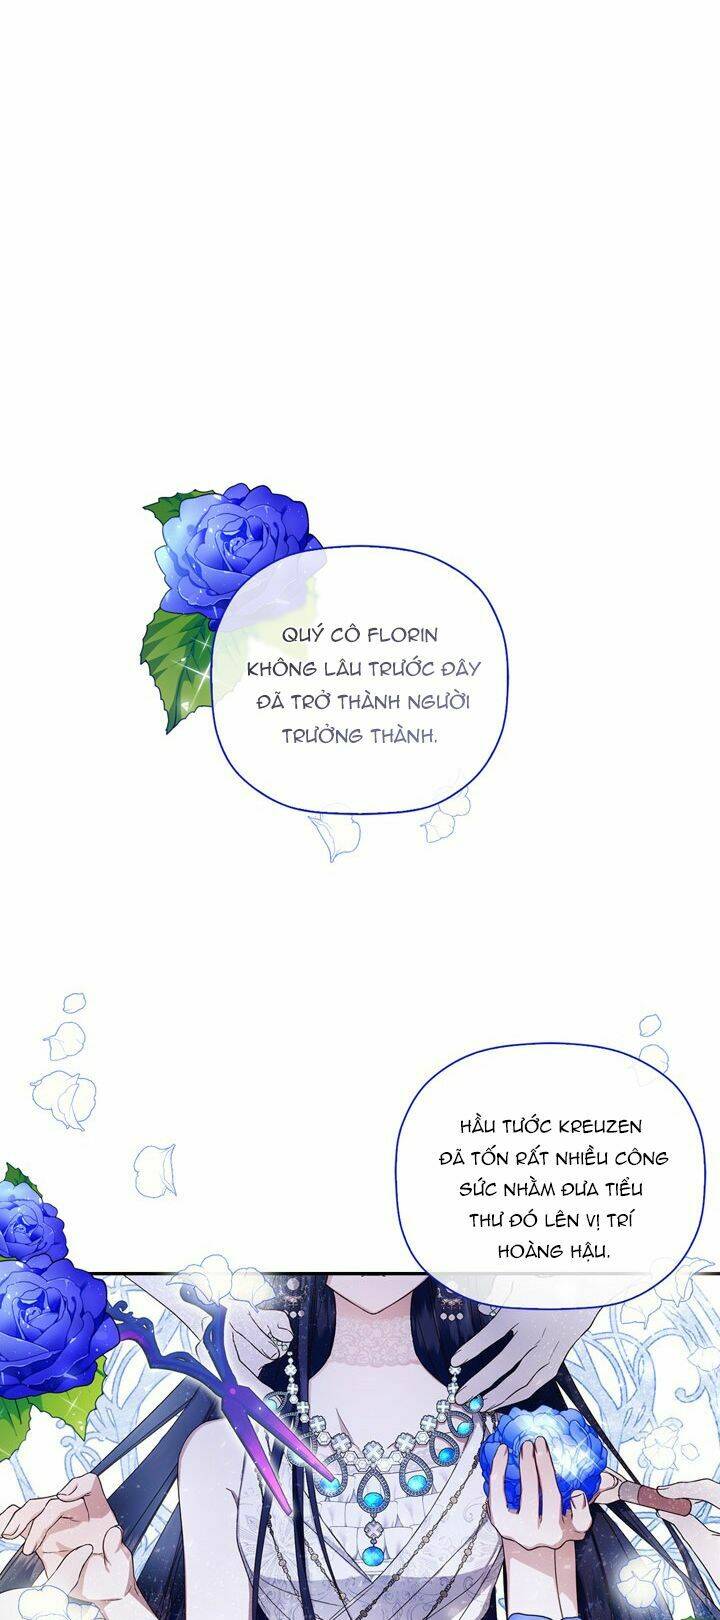 QUÝ CÔ FLORIN
KHÔNG LÂU TRƯỚC ĐÂY
ĐÃ TRỞ THÀNH NGƯỜI
TRƯỞNG THÀNH.
HẦU TƯỚC KREUZEN
ĐÃ TỐN RẤT NHIỀU CÔNG
SỨC NHẰM ĐƯA TIỂU
THƯ ĐÓ LÊN VỊ TRÍ
HOÀNG HẬU.